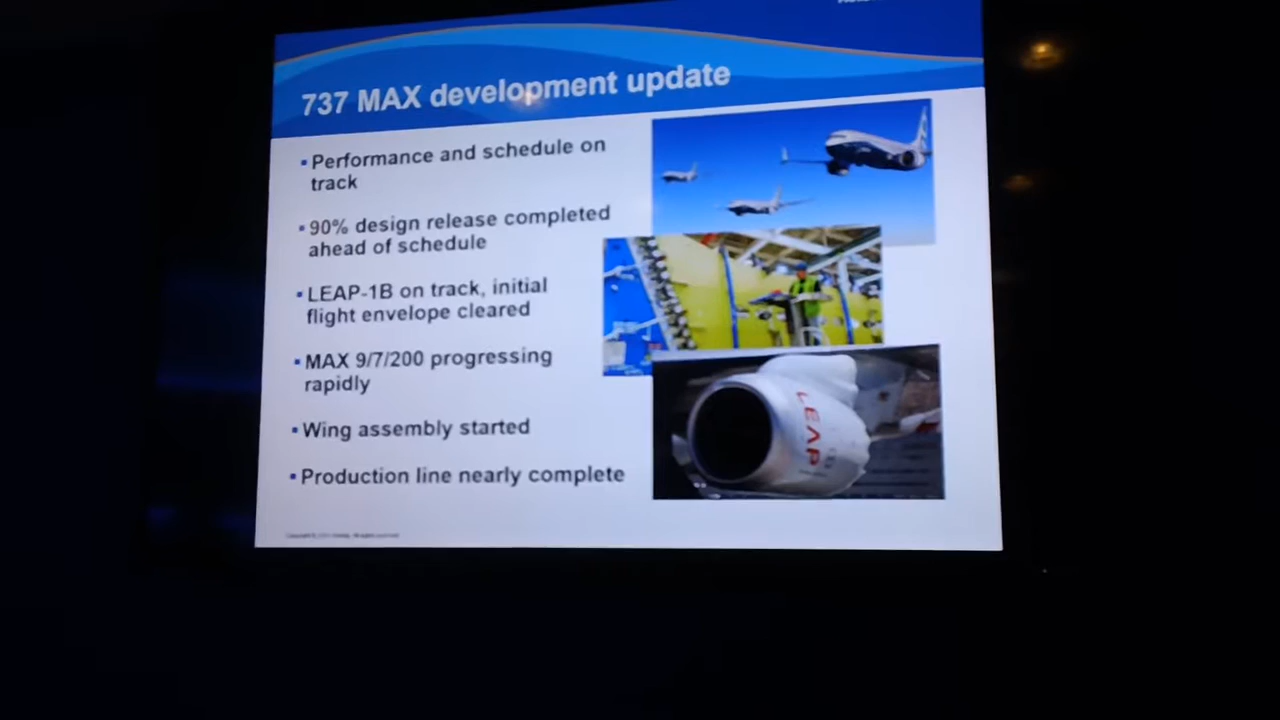 737 MAX development update
▪Performance and schedule on
track
▪90% design release completed
ahead of schedule
▪LEAP-1B on track, initial
flight envelope cleared
▪MAX 9/7/200 progressing
rapidly
▪Wing assembly started
▪Production line nearly complete
LEAP